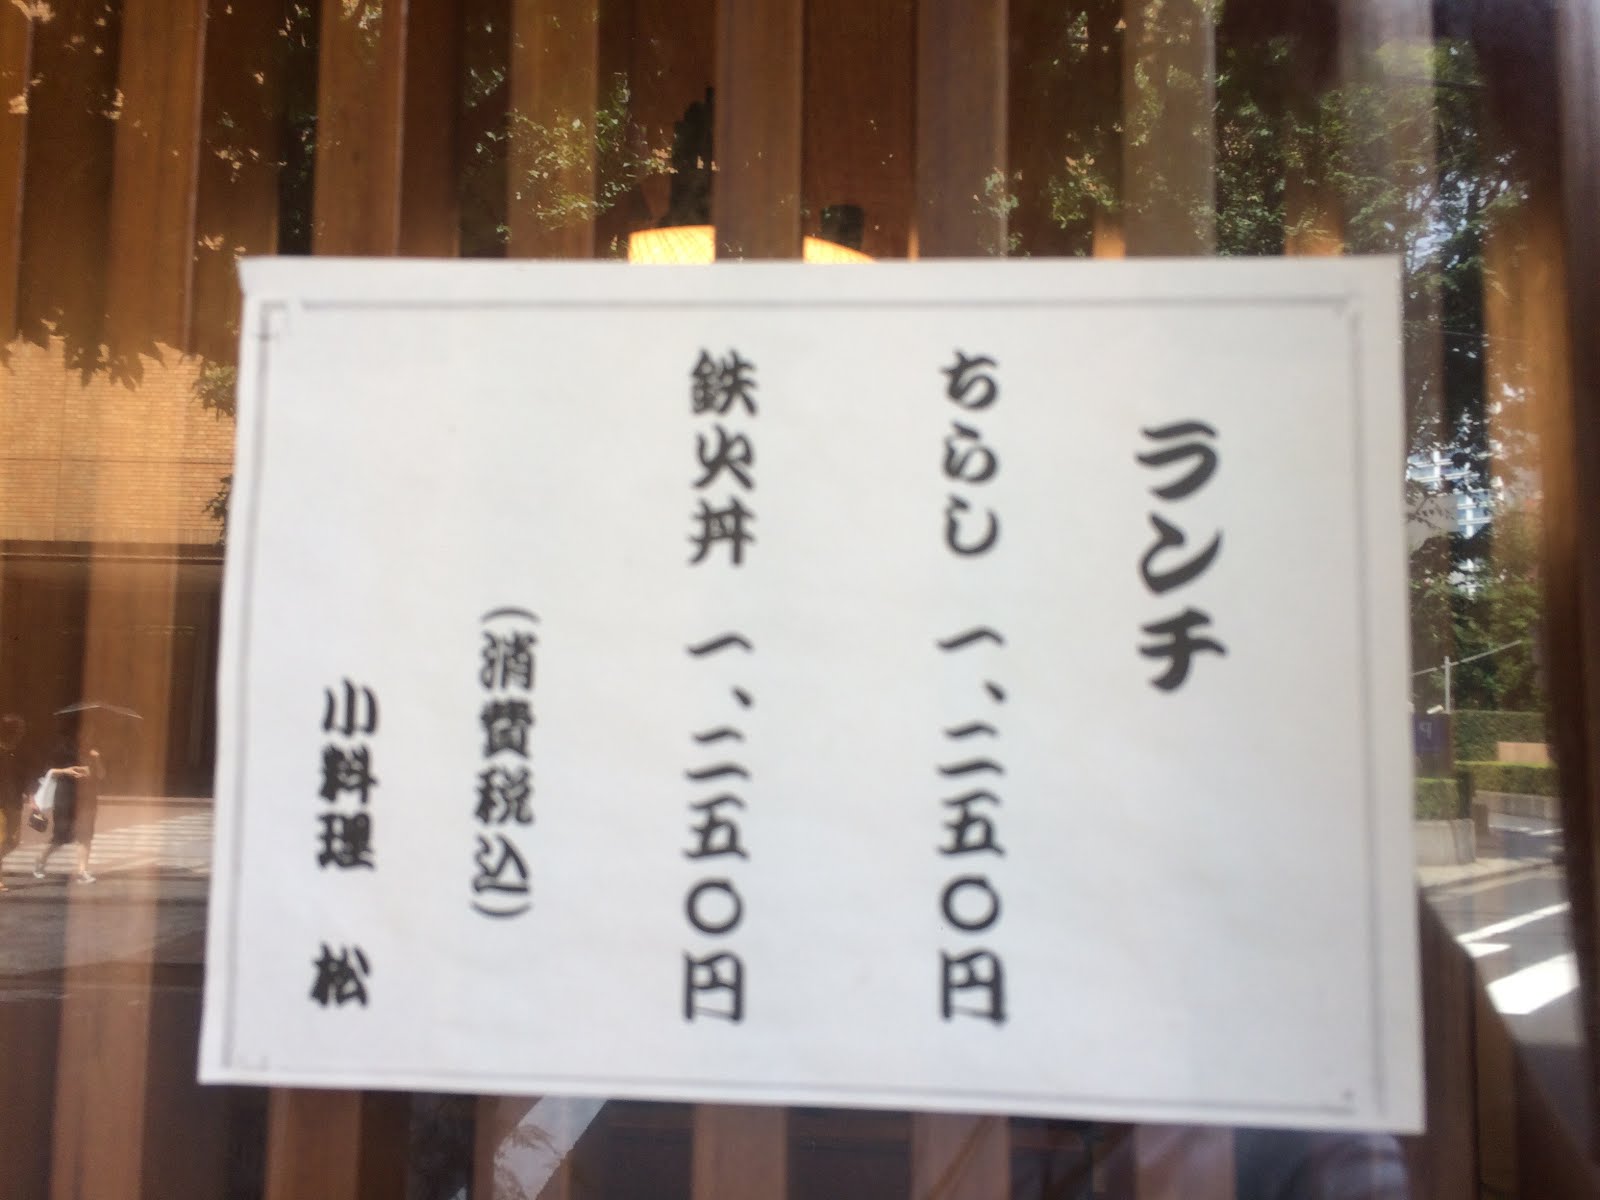 ランチ
ちらし 一、二五〇円
鉄火丼 一、二五〇円
(消費税込)
小料理 松
P